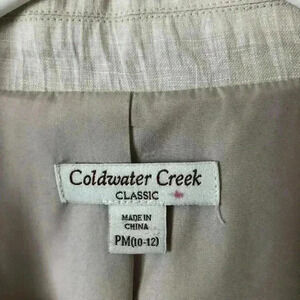 Coldwater Creek
CLASSIC
MADE IN
CHINA
PM(10-12)